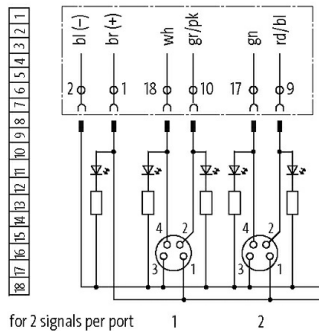 1
2
3
4
5
6
7
8
9
10
11
12
13
14
15
16
17
18
bl (–)
br (+)
wh
gr/pk
gn
rd/bl
2 1 18 10 17 9
4 2 4 2
3 1 3 1
for 2 signals per port 1 2